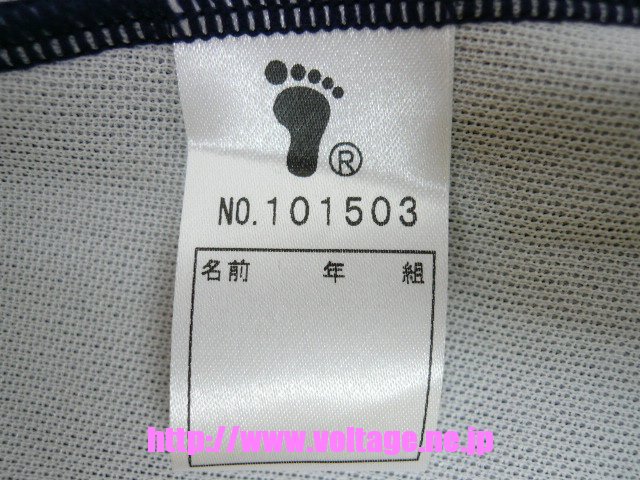 ®
NO.101503
名前 年 組
http://www.voltage.ne.jp